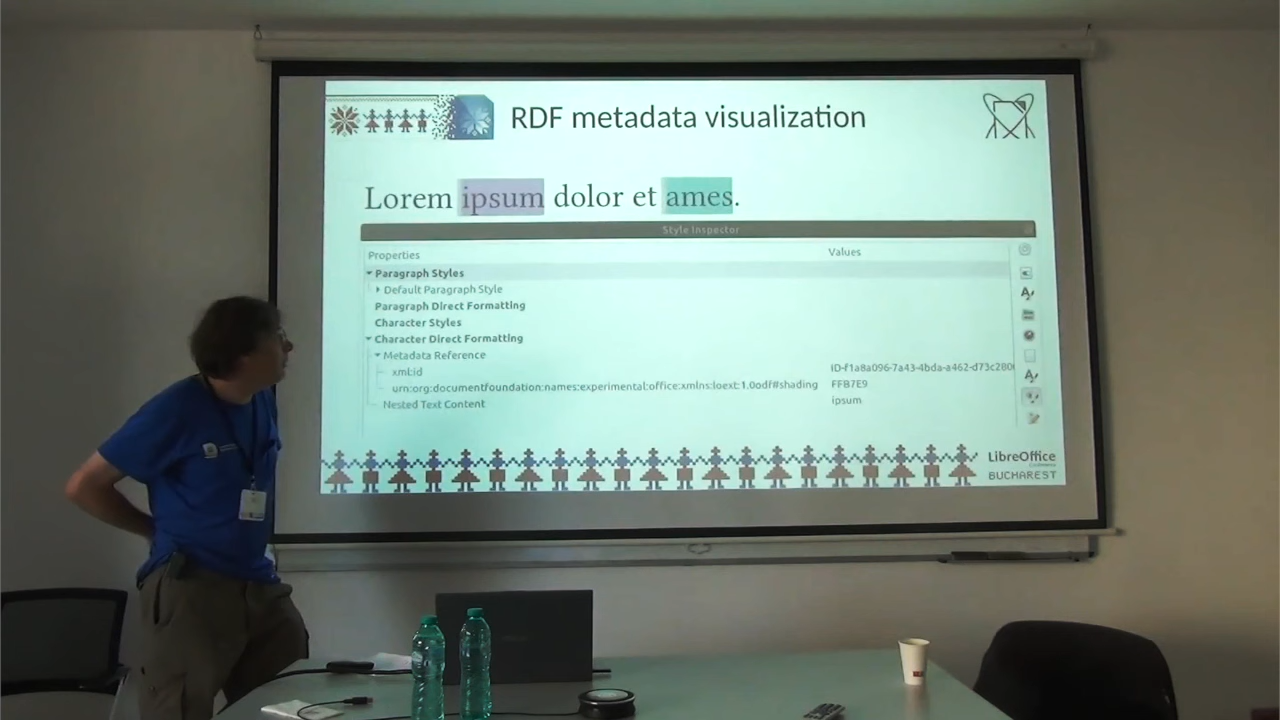 RDF metadata visualization
Lorem ipsum dolor et ames.
Style Inspector
Properties Values
Paragraph Styles
Default Paragraph Style
Paragraph Direct Formatting
Character Styles
Character Direct Formatting
Metadata Reference
xml:id ID-f1a8a096-7a43-4bda-a462-d73c280
urn:org:documentfoundation:names:experimental:office:xmlns:loext:1.0odf#shading FFB7E9
Nested Text Content ipsum
LibreOffice
Conference
BUCHAREST